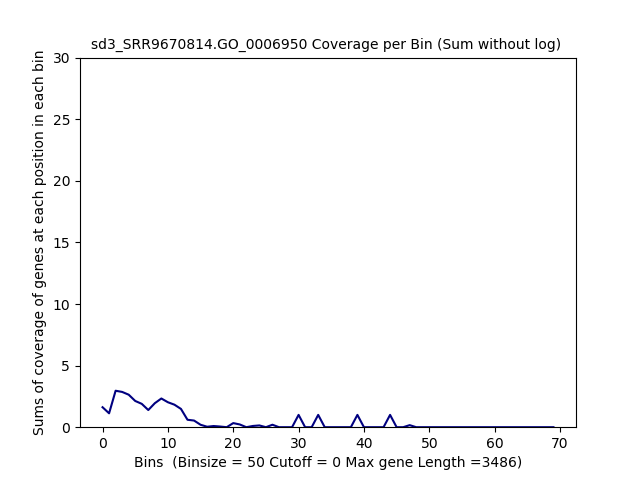 sd3_SRR9670814.GO_0006950 Coverage per Bin (Sum without log)
Sums of coverage of genes at each position in each bin
30
25
20
15
10
5
0
0 10 20 30 40 50 60 70
Bins  (Binsize = 50 Cutoff = 0 Max gene Length =3486)